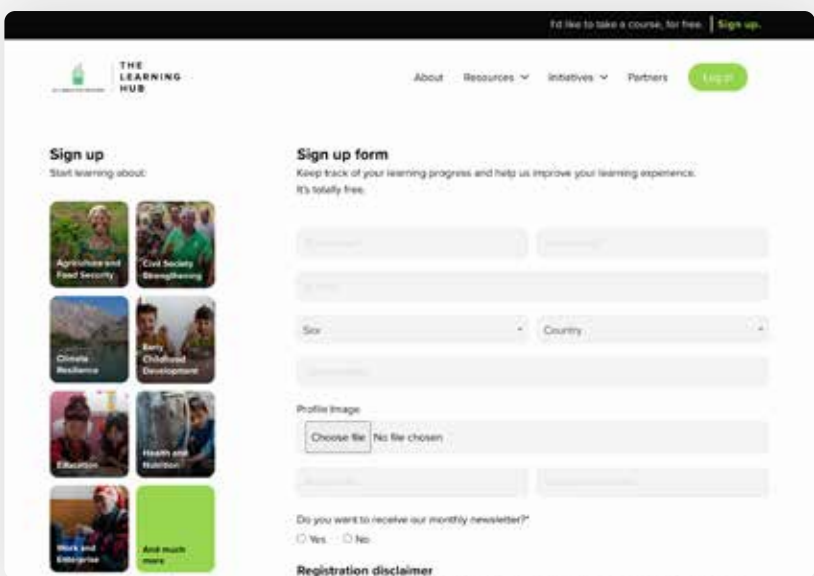 I'd like to take a course, for free. | Sign up.
THE
LEARNING
HUB
About Resources Initiatives Partners Log in
Sign up
Start learning about:
Agriculture and
Food Security
Civil Society
Strengthening
Climate
Resilience
Early
Childhood
Development
Education
Health and
Nutrition
Work and
Enterprise
And much
more
Sign up form
Keep track of your learning progress and help us improve your learning experience.
It's totally free.
Country
Profile Image
Choose file No file chosen
Do you want to receive our monthly newsletter?*
Yes No
Registration disclaimer